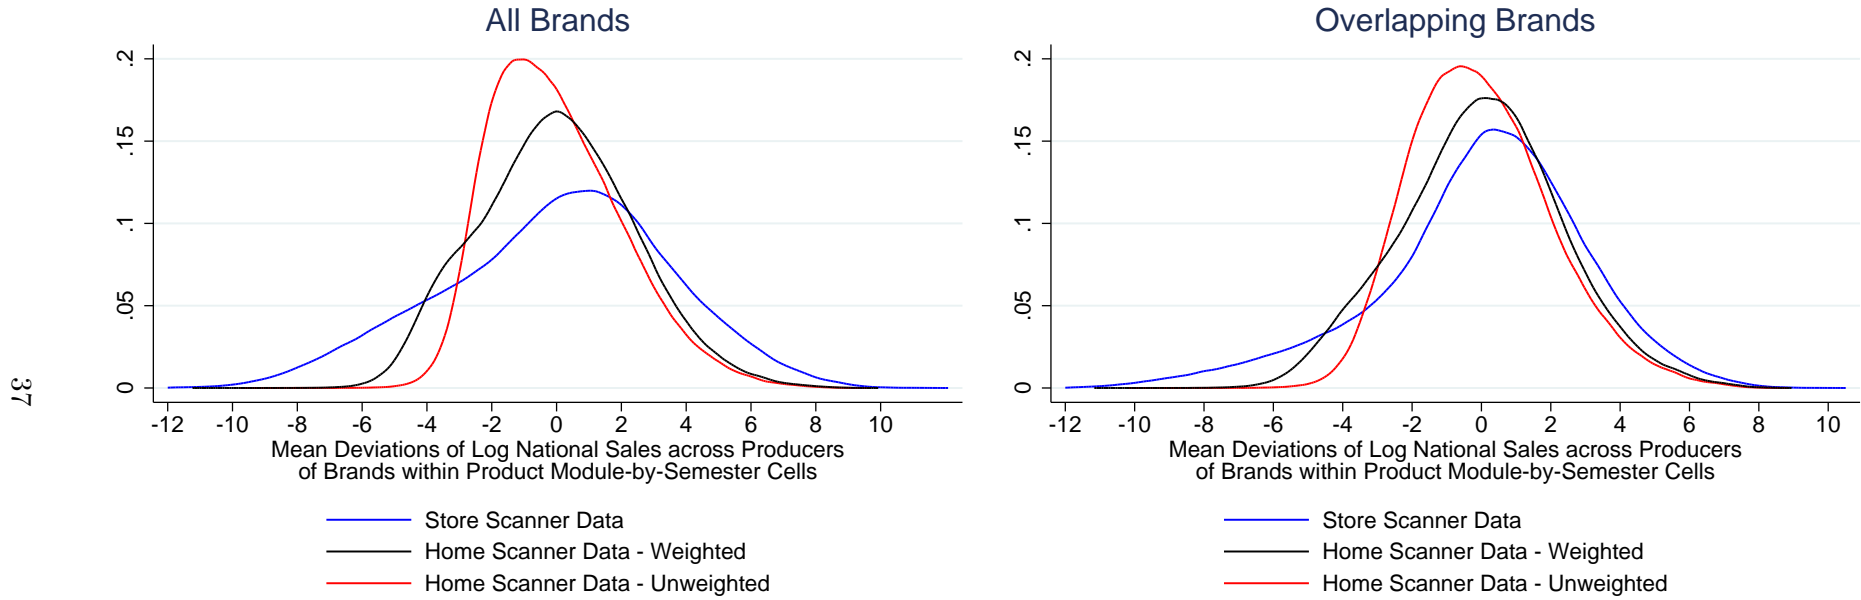 All Brands
.2
.15
.1
.05
0
-12 -10 -8 -6 -4 -2 0 2 4 6 8 10
Mean Deviations of Log National Sales across Producers
of Brands within Product Module-by-Semester Cells
Store Scanner Data
Home Scanner Data - Weighted
Home Scanner Data - Unweighted
Overlapping Brands
.2
.15
.1
.05
0
-12 -10 -8 -6 -4 -2 0 2 4 6 8 10
Mean Deviations of Log National Sales across Producers
of Brands within Product Module-by-Semester Cells
Store Scanner Data
Home Scanner Data - Weighted
Home Scanner Data - Unweighted
37